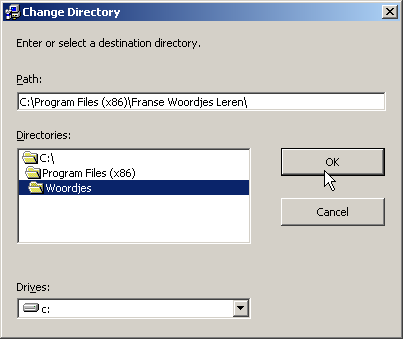 Change Directory
Enter or select a destination directory.
Path:
C:\Program Files (x86)\Franse Woordjes Leren\
Directories:
C:\
Program Files (x86)
Woordjes
OK
Cancel
Drives:
c: